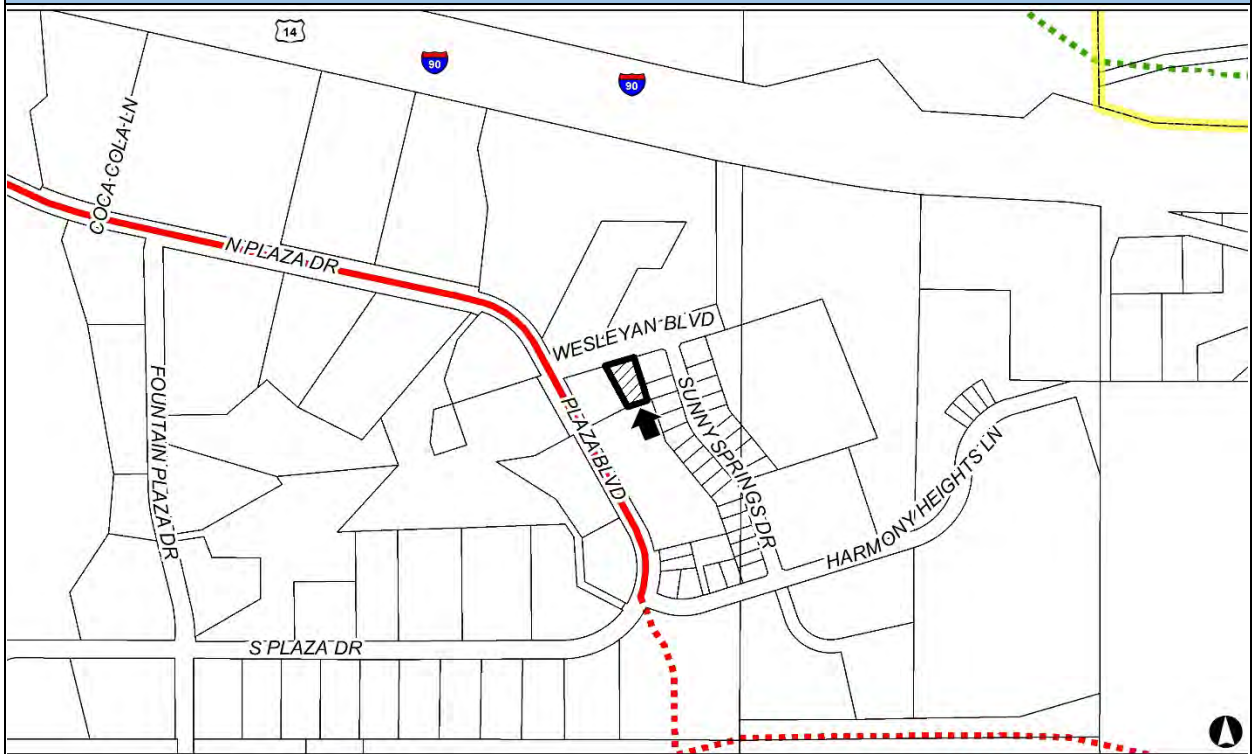 14
90
90
COCA COLA LN
N PLAZA DR
WESLEYAN BLVD
FOUNTAIN PLAZA DR
PLAZA BLVD
SUNNY SPRINGS DR
HARMONY HEIGHTS LN
S PLAZA DR